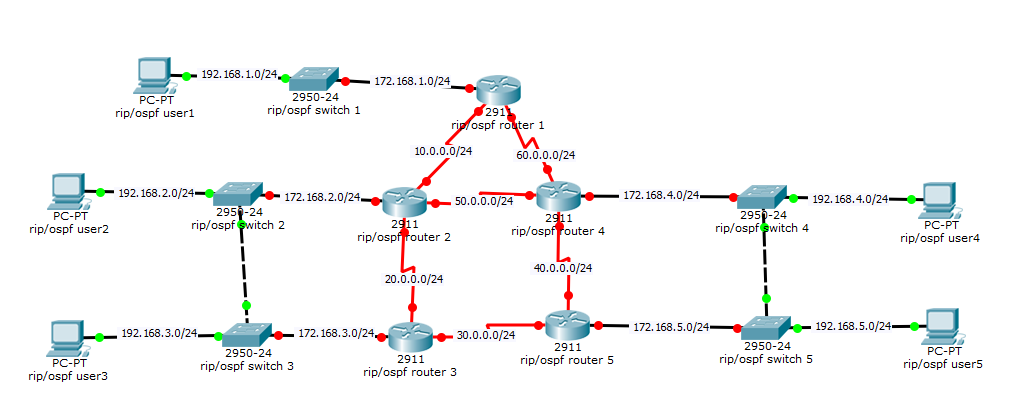 192.168.1.0/24
172.168.1.0/24
PC-PT
rip/ospf user1
2950-24
rip/ospf switch 1
2911
rip/ospf router 1
10.0.0.0/24
60.0.0.0/24
192.168.2.0/24
172.168.2.0/24
50.0.0.0/24
172.168.4.0/24
192.168.4.0/24
PC-PT
rip/ospf user2
2950-24
rip/ospf switch 2
2911
rip/ospf router 2
2911
rip/ospf router 4
2950-24
rip/ospf switch 4
PC-PT
rip/ospf user4
20.0.0.0/24
40.0.0.0/24
192.168.3.0/24
172.168.3.0/24
30.0.0.0/24
172.168.5.0/24
192.168.5.0/24
PC-PT
rip/ospf user3
2950-24
rip/ospf switch 3
2911
rip/ospf router 3
2911
rip/ospf router 5
2950-24
rip/ospf switch 5
PC-PT
rip/ospf user5